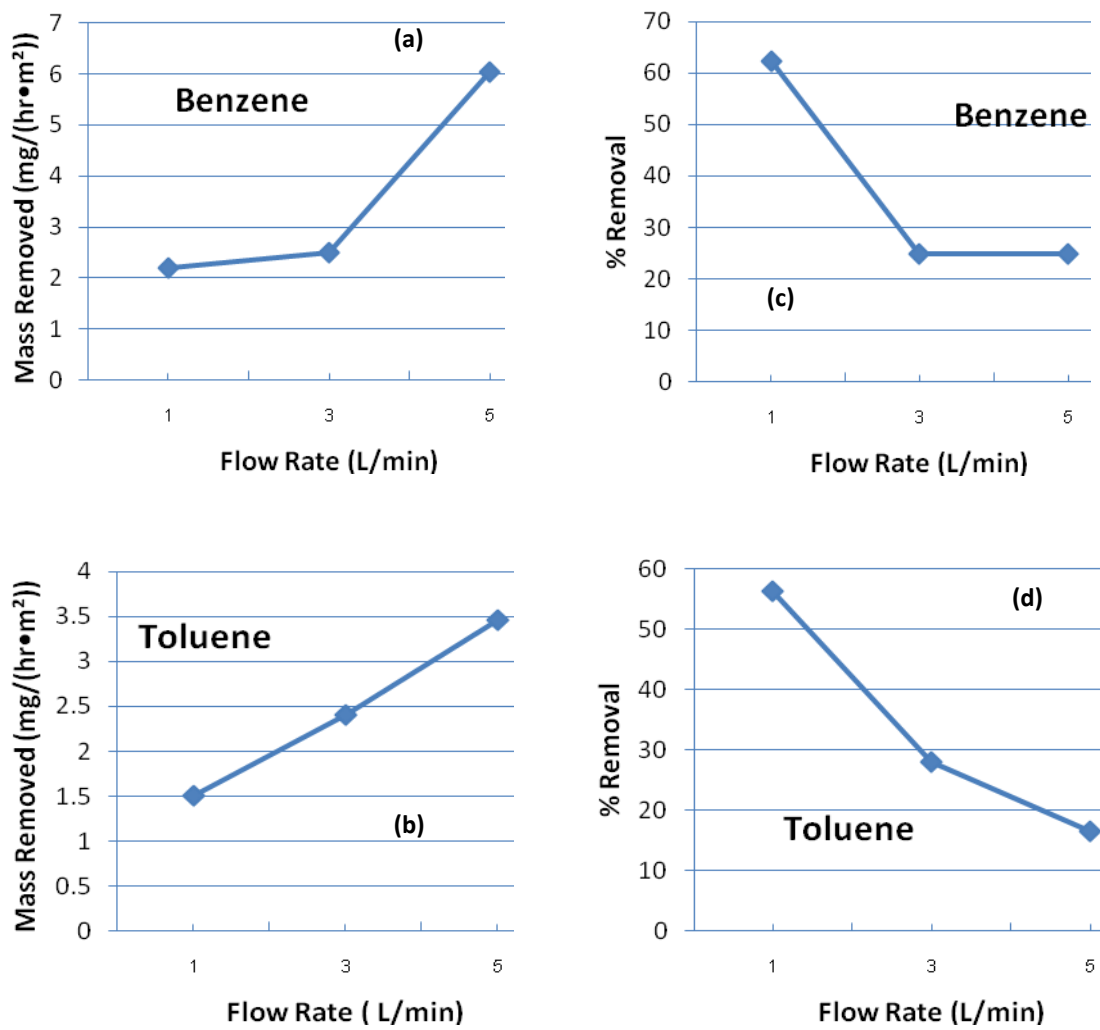 Mass Removed (mg/(hr•m²))
7
6
5
4
3
2
1
0
(a)
Benzene
1 3 5
Flow Rate (L/min)
% Removal
70
60
50
40
30
20
10
0
Benzene
(c)
1 3 5
Flow Rate (L/min)
Mass Removed (mg/(hr•m²))
4
3.5
3
2.5
2
1.5
1
0.5
0
Toluene
(b)
1 3 5
Flow Rate ( L/min)
% Removal
60
50
40
30
20
10
0
(d)
Toluene
1 3 5
Flow Rate (L/min)